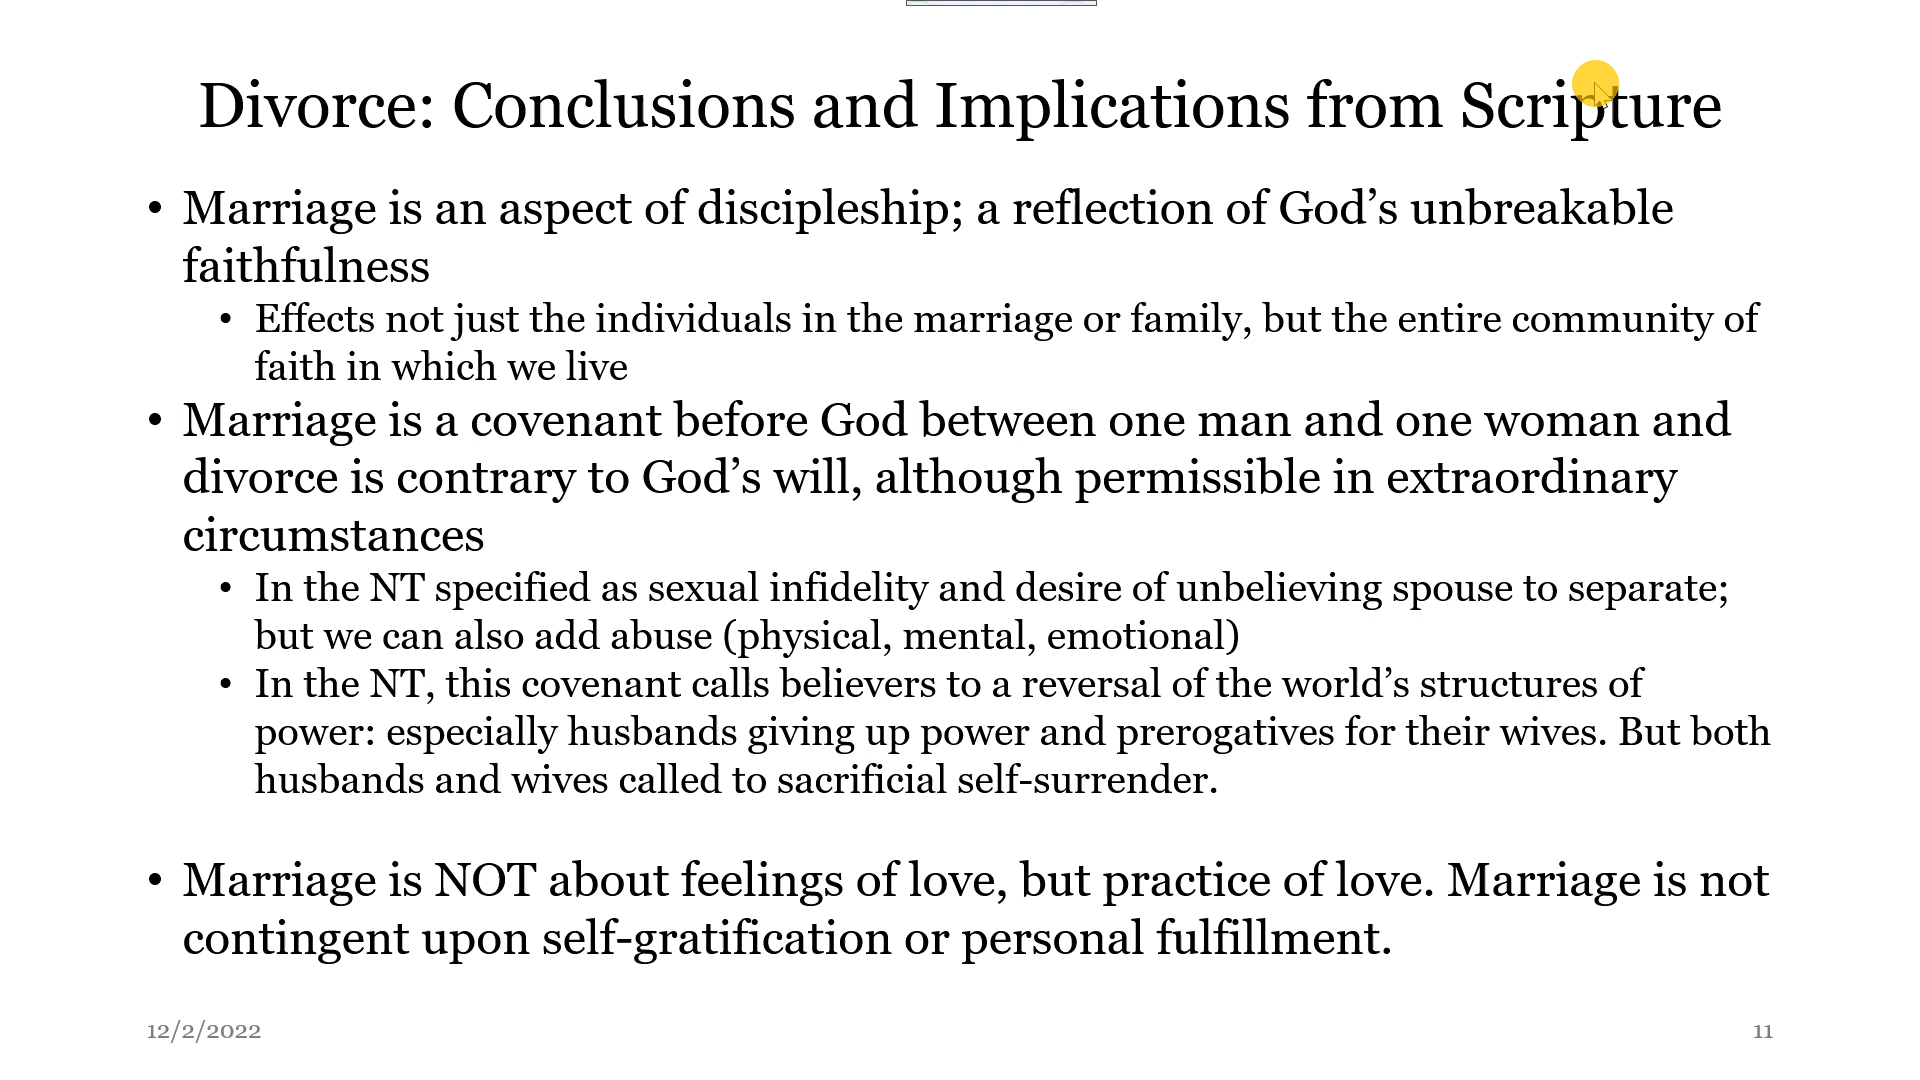 Divorce: Conclusions and Implications from Scripture
• Marriage is an aspect of discipleship; a reflection of God’s unbreakable
faithfulness
• Effects not just the individuals in the marriage or family, but the entire community of
faith in which we live
• Marriage is a covenant before God between one man and one woman and
divorce is contrary to God’s will, although permissible in extraordinary
circumstances
• In the NT specified as sexual infidelity and desire of unbelieving spouse to separate;
but we can also add abuse (physical, mental, emotional)
• In the NT, this covenant calls believers to a reversal of the world’s structures of
power: especially husbands giving up power and prerogatives for their wives. But both
husbands and wives called to sacrificial self-surrender.
• Marriage is NOT about feelings of love, but practice of love. Marriage is not
contingent upon self-gratification or personal fulfillment.
12/2/2022
11